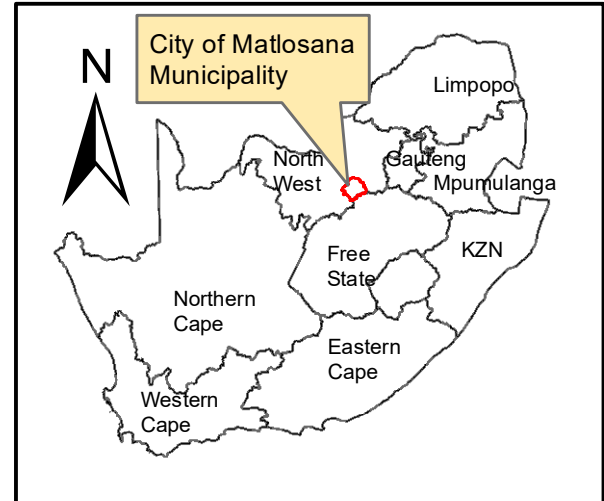 City of Matlosana
Municipality
N
Limpopo
North
West
Gauteng
Mpumulanga
KZN
Free
State
Northern
Cape
Eastern
Cape
Western
Cape